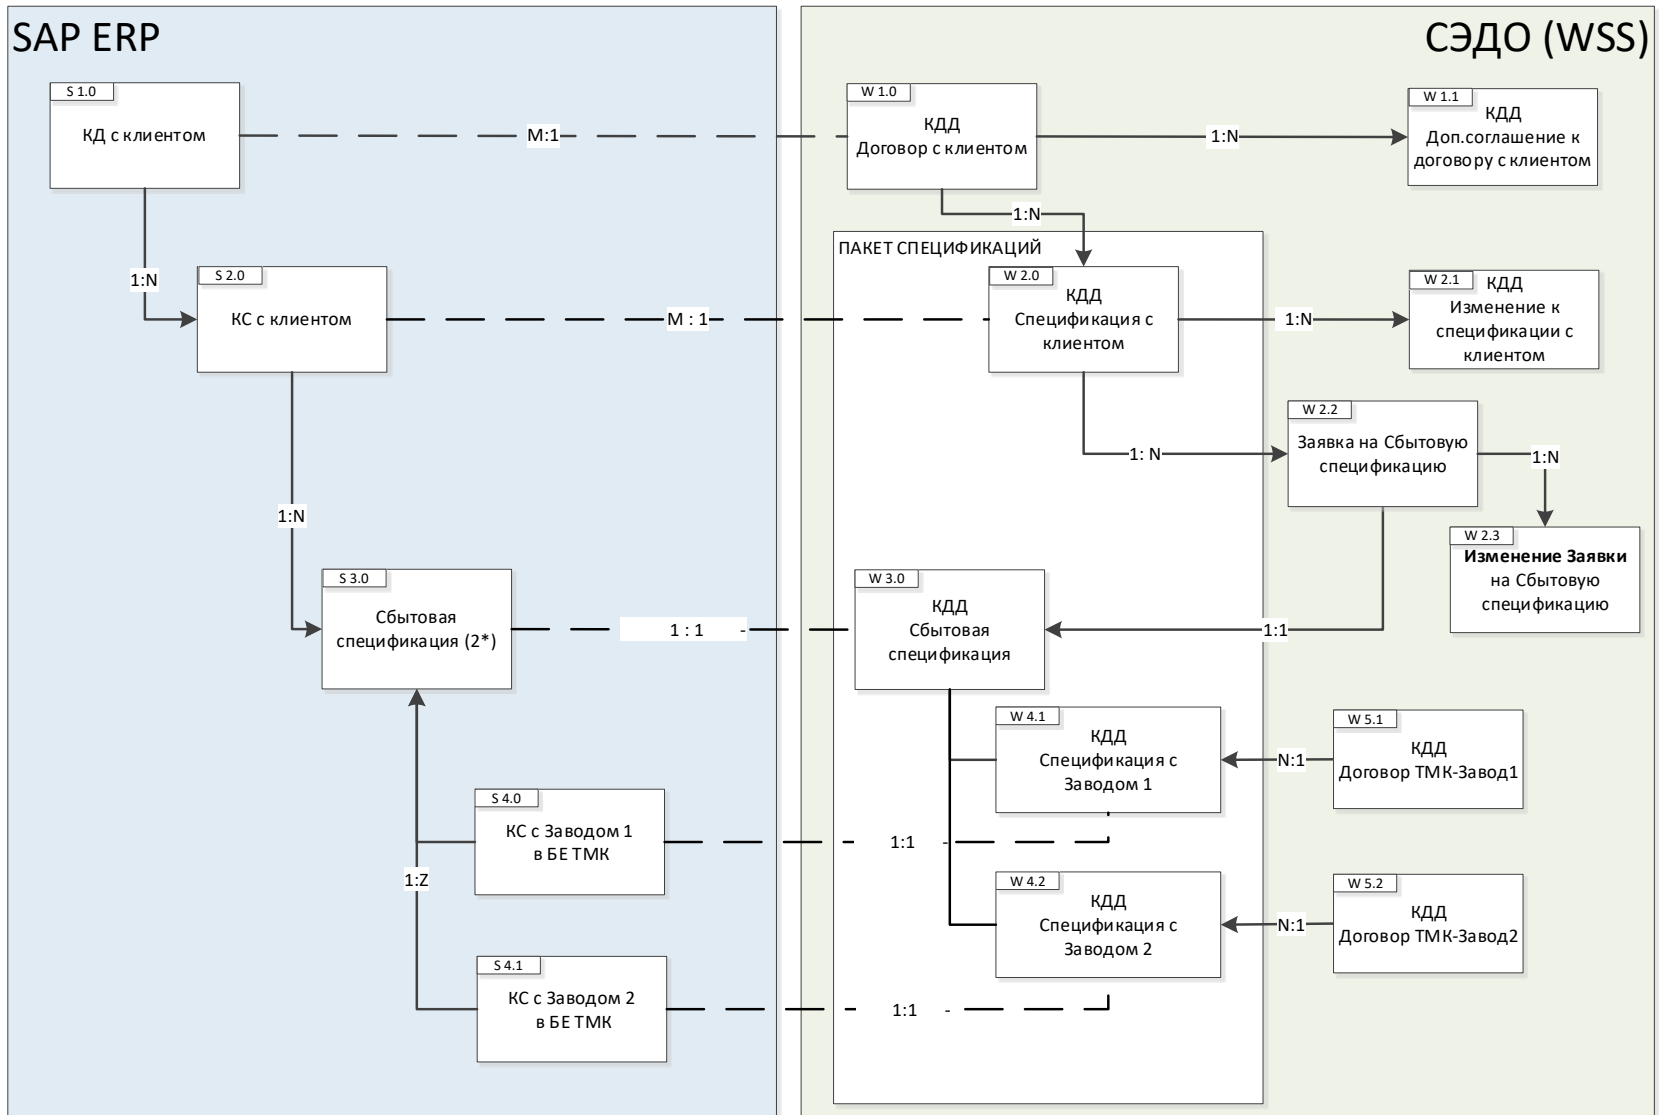 SAP ERP
СЭДО (WSS)
S 1.0
КД с клиентом
M:1
W 1.0
КДД
Договор с клиентом
1:N
W 1.1
КДД
Доп.соглашение к
договору с клиентом
1:N
ПАКЕТ СПЕЦИФИКАЦИЙ
1:N
S 2.0
КС с клиентом
M : 1
W 2.0
КДД
Спецификация с
клиентом
1:N
W 2.1
КДД
Изменение к
спецификации с
клиентом
1: N
W 2.2
Заявка на Сбытовую
спецификацию
1:N
W 2.3
Изменение Заявки
на Сбытовую
спецификацию
1:N
S 3.0
Сбытовая
спецификация (2*)
1 : 1 -
W 3.0
КДД
Сбытовая
спецификация
1:1
W 4.1
КДД
Спецификация с
Заводом 1
N:1
W 5.1
КДД
Договор ТМК-Завод1
S 4.0
КС с Заводом 1
в БЕ ТМК
1:1 -
1:Z
W 4.2
КДД
Спецификация с
Заводом 2
N:1
W 5.2
КДД
Договор ТМК-Завод2
S 4.1
КС с Заводом 2
в БЕ ТМК
1:1 -